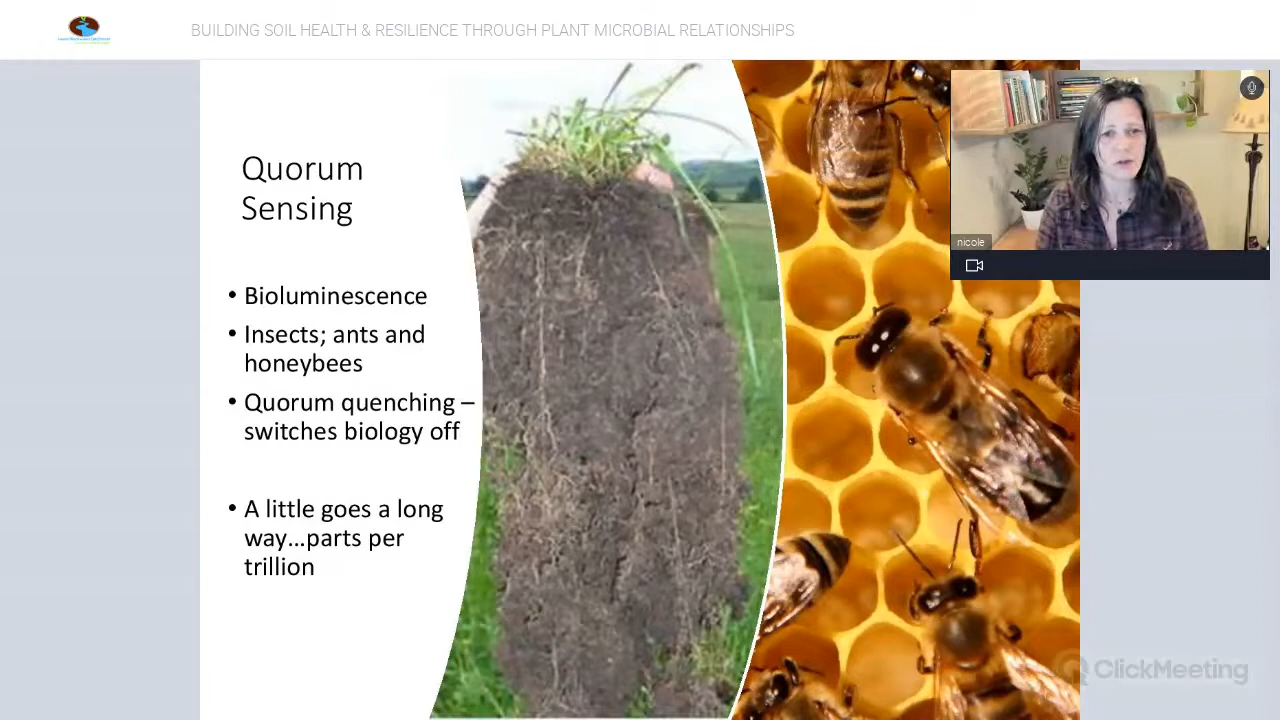 BUILDING SOIL HEALTH & RESILIENCE THROUGH PLANT MICROBIAL RELATIONSHIPS
Quorum
Sensing
• Bioluminescence
• Insects; ants and
honeybees
• Quorum quenching –
switches biology off
• A little goes a long
way…parts per
trillion
nicole
ClickMeeting